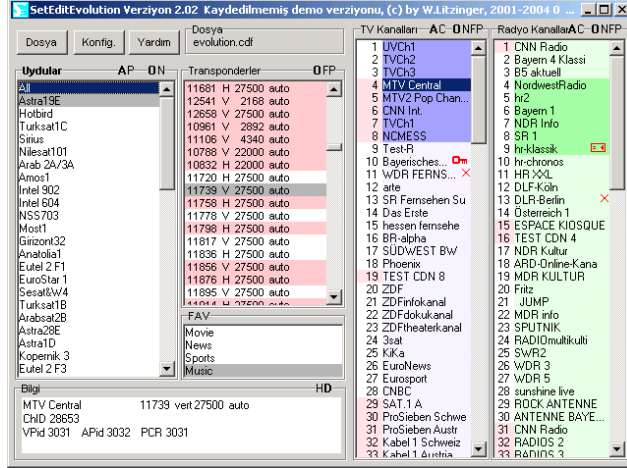 SetEditEvolution Verziyon 2.02 Kaydedilmemiş demo verziyonu, (c) by W.Litzinger, 2001-2004 0 ...
Dosya
Konfig.
Yardım
Dosya
evolution.cdf
Uydular AP ON
All
Astra19E
Hotbird
Turksat1C
Sirius
Nilesat101
Arab 2A/3A
Amos1
Intel 902
Intel 604
NSS703
Most1
Girizont32
Anatolia1
Eutel 2 F1
EuroStar 1
Sesat&W4
Turksat1B
Arabsat2B
Astra28E
Astra1D
Kopernik 3
Eutel 2 F3
Transponderler OFP
11681 H 27500 auto
12541 V 2168 auto
12658 V 27500 auto
10961 V 2892 auto
11106 V 4340 auto
10788 V 22000 auto
10832 H 22000 auto
11720 H 27500 auto
11739 V 27500 auto
11758 H 27500 auto
11778 V 27500 auto
11798 H 27500 auto
11817 V 27500 auto
11836 H 27500 auto
11856 V 27500 auto
11876 H 27500 auto
11895 V 27500 auto
11914 H 27500 auto
FAV
Movie
News
Sports
Music
Bilgi HD
MTV Central 11739 vert 27500 auto
ChID 28653
VPid 3031 APid 3032 PCR 3031
TV Kanalları AC ONFP
1 UVCh1
2 TVCh2
3 TVCh3
4 MTV Central
5 MTV2 Pop Chan...
6 CNN Int.
7 TVCh1
8 NCMESS
9 Test-R
10 Bayerisches...
11 WDR FERNS...
12 arte
13 SR Fernsehen Su
14 Das Erste
15 hessen fernsehe
16 BR-alpha
17 SÜDWEST BW
18 Phoenix
19 TEST CDN 8
20 ZDF
21 ZDFinfokanal
22 ZDFdokukanal
23 ZDFtheaterkanal
24 3sat
25 KiKa
26 EuroNews
27 Eurosport
28 CNBC
29 SAT.1 A
30 ProSieben Schwe
31 ProSieben Austr
32 Kabel 1 Schweiz
33 Kabel 1 Austria
Radyo Kanalları AC ONFP
1 CNN Radio
2 Bayern 4 Klassi
3 B5 aktuell
4 NordwestRadio
5 hr2
6 Bayern 1
7 NDR Info
8 SR 1
9 hr-klassik
10 hr-chronos
11 HR XXL
12 DLF-Köln
13 DLR-Berlin
14 Österreich 1
15 ESPACE KIOSQUE
16 TEST CDN 4
17 NDR Kultur
18 ARD-Online-Kana
19 MDR KULTUR
20 Fritz
21 JUMP
22 MDR info
23 SPUTNIK
24 RADIOmultikulti
25 SWR2
26 WDR 3
27 WDR 5
28 sunshine live
29 ROCK ANTENNE
30 ANTENNE BAYE...
31 CNN Radio
32 RADIOS 2
33 RADIOS 3